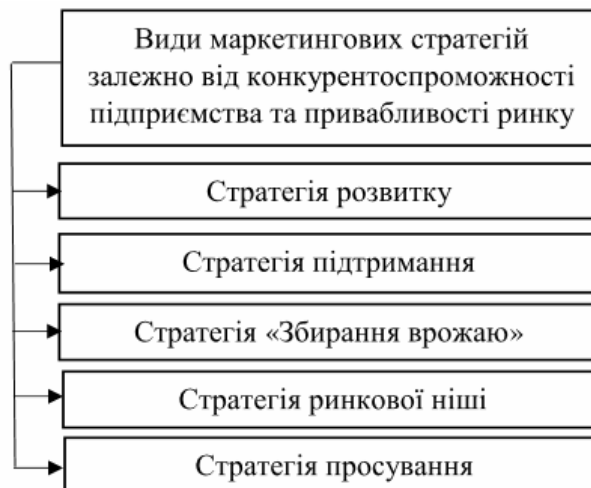 Види маркетингових стратегій
залежно від конкурентоспроможності
підприємства та привабливості ринку
Стратегія розвитку
Стратегія підтримання
Стратегія «Збирання врожаю»
Стратегія ринкової ніші
Стратегія просування